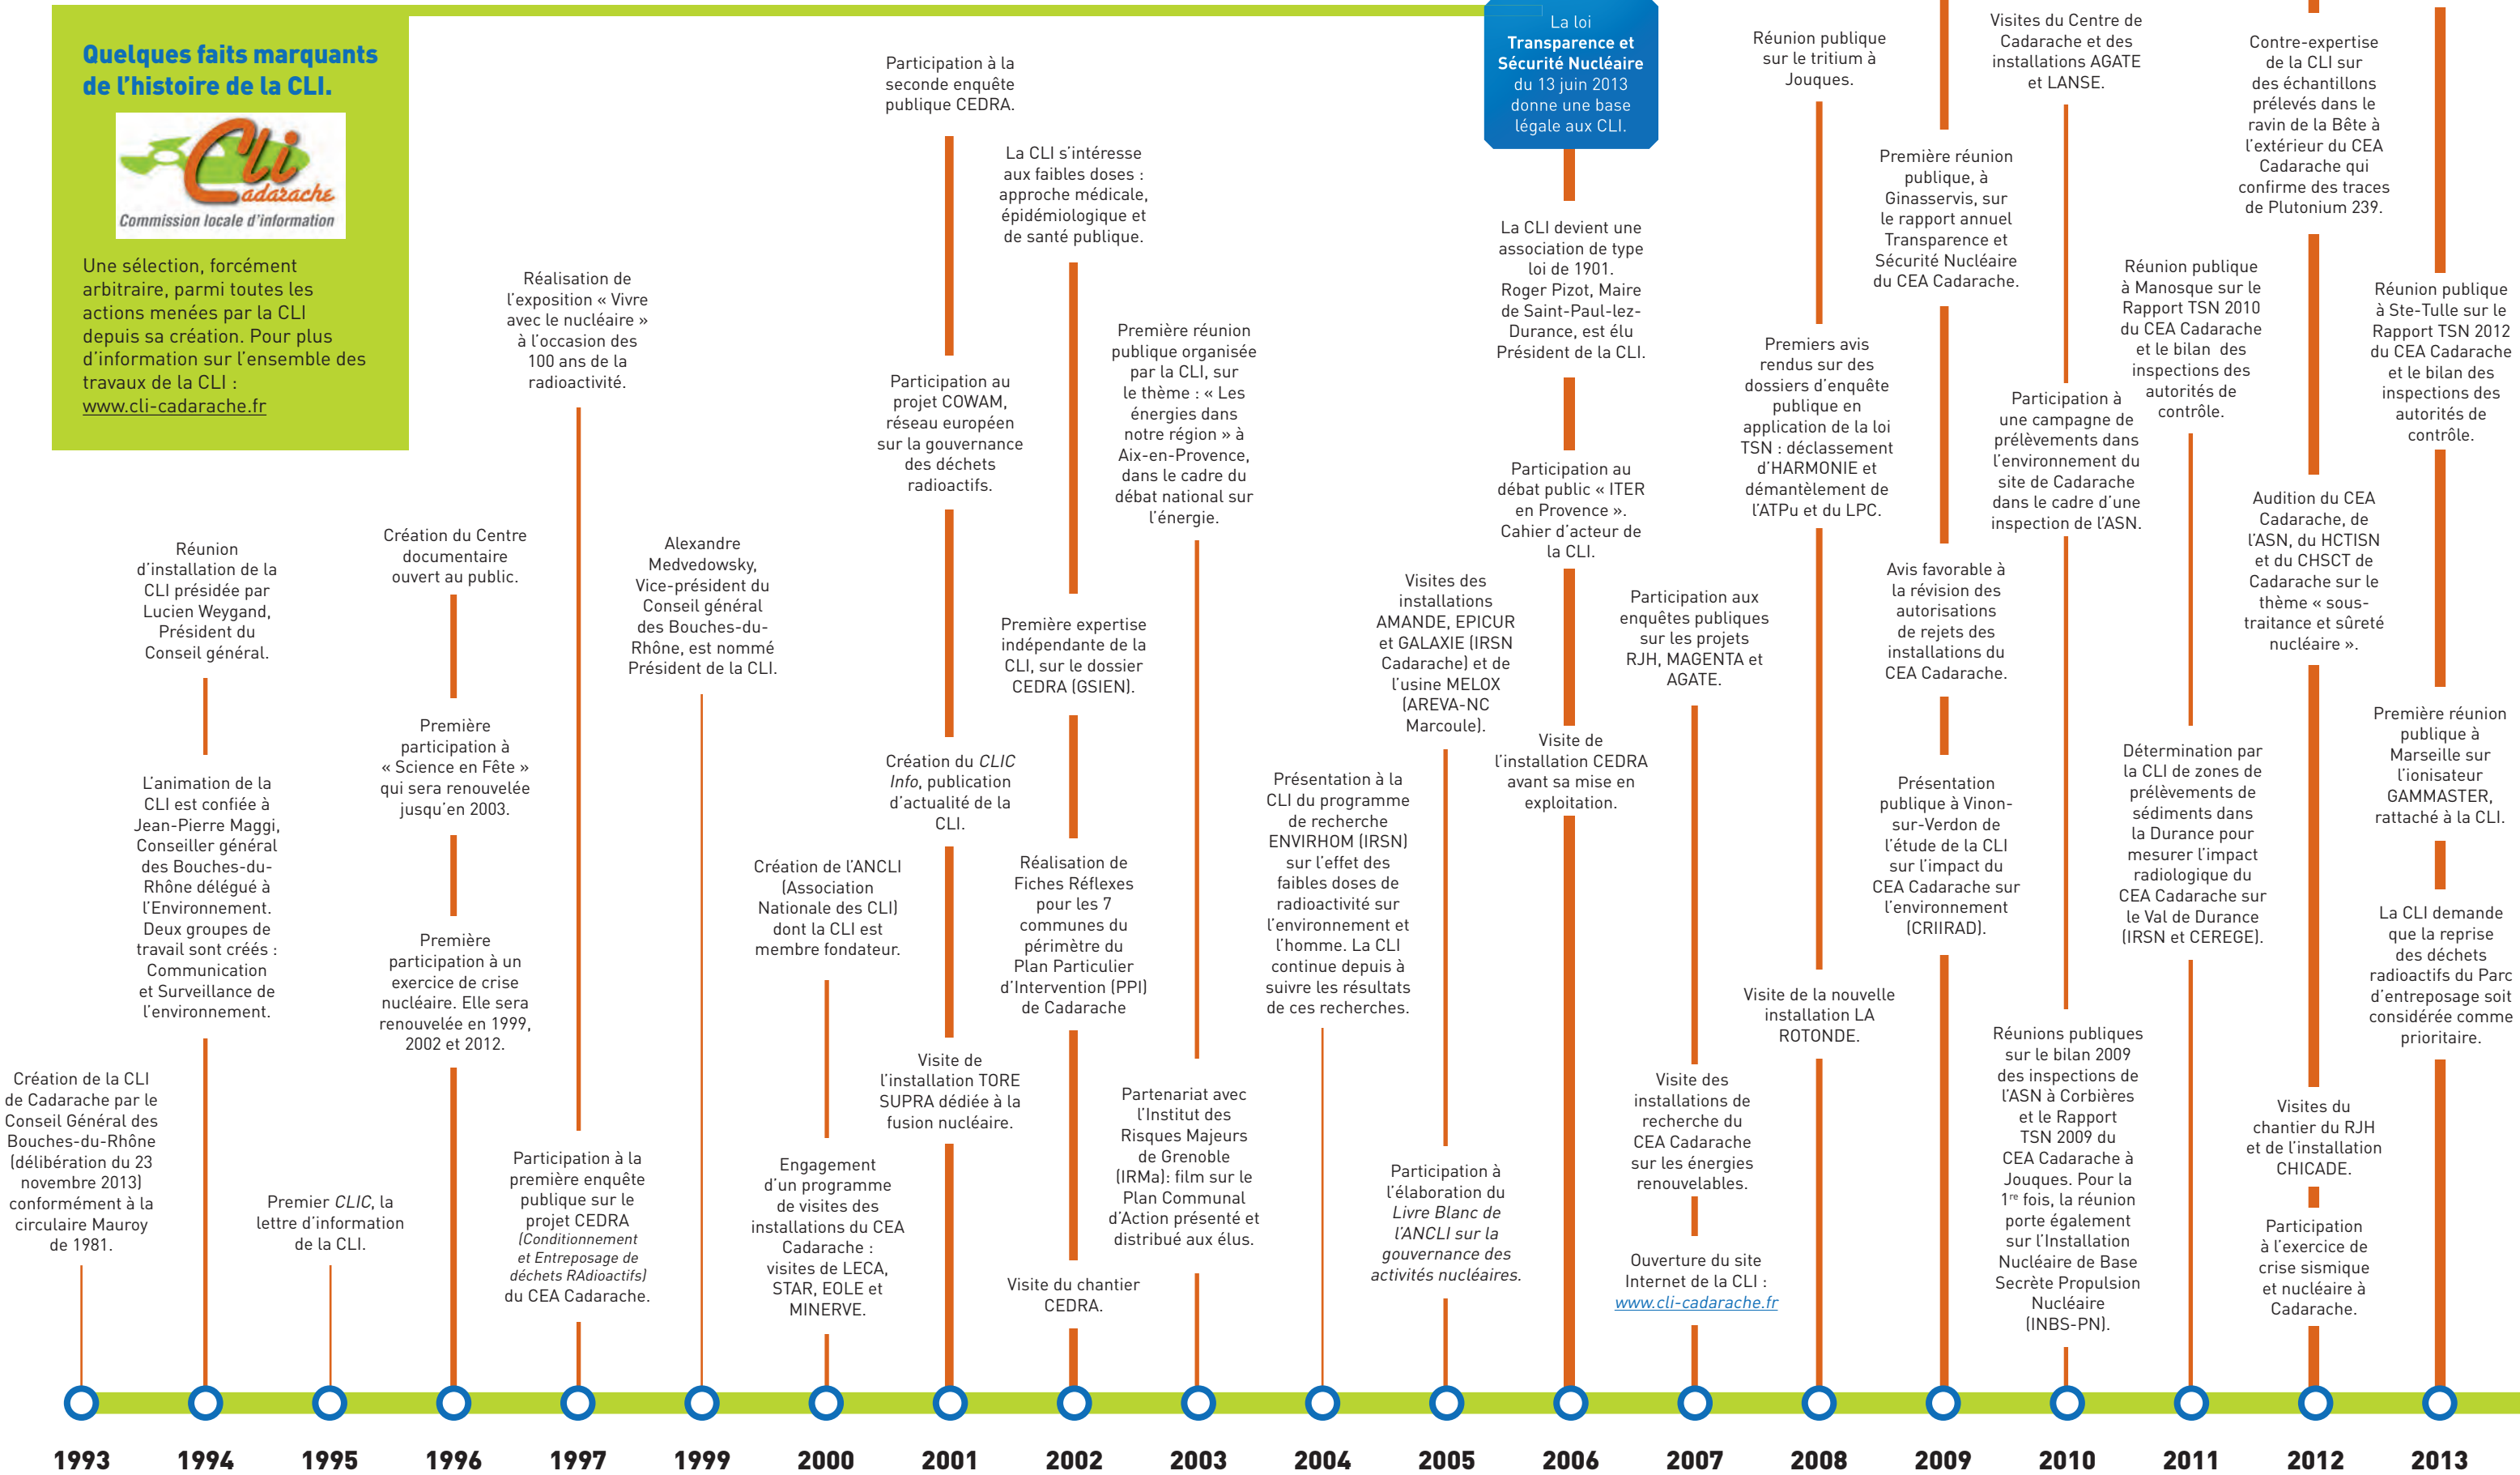 Quelques faits marquants
de l'histoire de la CLI.
Cli
Cadarache
Commission locale d'information
Une sélection, forcément
arbitraire, parmi toutes les
actions menées par la CLI
depuis sa création. Pour plus
d'information sur l'ensemble des
travaux de la CLI :
www.cli-cadarache.fr
Création de la CLI
de Cadarache par le
Conseil Général des
Bouches-du-Rhône
(délibération du 23
novembre 2013)
conformément à la
circulaire Mauroy
de 1981.
1993
Réunion
d'installation de la
CLI présidée par
Lucien Weygand,
Président du
Conseil général.
L'animation de la
CLI est confiée à
Jean-Pierre Maggi,
Conseiller général
des Bouches-du-
Rhône délégué à
l'Environnement.
Deux groupes de
travail sont créés :
Communication
et Surveillance de
l'environnement.
1994
Premier CLIC, la
lettre d'information
de la CLI.
1995
Création du Centre
documentaire
ouvert au public.
Première
participation à
« Science en Fête »
qui sera renouvelée
jusqu'en 2003.
Première
participation à un
exercice de crise
nucléaire. Elle sera
renouvelée en 1999,
2002 et 2012.
1996
Réalisation de
l'exposition « Vivre
avec le nucléaire »
à l'occasion des
100 ans de la
radioactivité.
Participation à la
première enquête
publique sur le
projet CEDRA
(Conditionnement
et Entreposage de
déchets RAdioactifs)
du CEA Cadarache.
1997
Alexandre
Medvedowsky,
Vice-président du
Conseil général
des Bouches-du-
Rhône, est nommé
Président de la CLI.
1999
Création de l'ANCLI
(Association
Nationale des CLI)
dont la CLI est
membre fondateur.
Engagement
d'un programme
de visites des
installations du CEA
Cadarache :
visites de LECA,
STAR, EOLE et
MINERVE.
2000
Participation à la
seconde enquête
publique CEDRA.
Participation au
projet COWAM,
réseau européen
sur la gouvernance
des déchets
radioactifs.
Création du CLIC
Info, publication
d'actualité de la
CLI.
Visite de
l'installation TORE
SUPRA dédiée à la
fusion nucléaire.
2001
La CLI s'intéresse
aux faibles doses :
approche médicale,
épidémiologique et
de santé publique.
Première expertise
indépendante de la
CLI, sur le dossier
CEDRA (GSIEN).
Réalisation de
Fiches Réflexes
pour les 7
communes du
périmètre du
Plan Particulier
d'Intervention (PPI)
de Cadarache
Visite du chantier
CEDRA.
2002
Première réunion
publique organisée
par la CLI, sur
le thème : « Les
énergies dans
notre région » à
Aix-en-Provence,
dans le cadre du
débat national sur
l'énergie.
Partenariat avec
l'Institut des
Risques Majeurs
de Grenoble
(IRMa): film sur le
Plan Communal
d'Action présenté et
distribué aux élus.
2003
Présentation à la
CLI du programme
de recherche
ENVIRHOM (IRSN)
sur l'effet des
faibles doses de
radioactivité sur
l'environnement et
l'homme. La CLI
continue depuis à
suivre les résultats
de ces recherches.
2004
Visites des
installations
AMANDE, EPICUR
et GALAXIE (IRSN
Cadarache) et de
l'usine MELOX
(AREVA-NC
Marcoule).
Participation à
l'élaboration du
Livre Blanc de
l'ANCLI sur la
gouvernance des
activités nucléaires.
2005
La loi
Transparence et
Sécurité Nucléaire
du 13 juin 2013
donne une base
légale aux CLI.
La CLI devient une
association de type
loi de 1901.
Roger Pizot, Maire
de Saint-Paul-lez-
Durance, est élu
Président de la CLI.
Participation au
débat public « ITER
en Provence ».
Cahier d'acteur de
la CLI.
Visite de
l'installation CEDRA
avant sa mise en
exploitation.
2006
Participation aux
enquêtes publiques
sur les projets
RJH, MAGENTA et
AGATE.
Visite des
installations de
recherche du
CEA Cadarache
sur les énergies
renouvelables.
Ouverture du site
Internet de la CLI :
www.cli-cadarache.fr
2007
Réunion publique
sur le tritium à
Jouques.
Premiers avis
rendus sur des
dossiers d'enquête
publique en
application de la loi
TSN : déclassement
d'HARMONIE et
démantèlement de
l'ATPu et du LPC.
Visite de la nouvelle
installation LA
ROTONDE.
2008
Première réunion
publique, à
Ginasservis, sur
le rapport annuel
Transparence et
Sécurité Nucléaire
du CEA Cadarache.
Avis favorable à
la révision des
autorisations
de rejets des
installations du
CEA Cadarache.
Présentation
publique à Vinon-
sur-Verdon de
l'étude de la CLI
sur l'impact du
CEA Cadarache sur
l'environnement
(CRIIRAD).
2009
Visites du Centre de
Cadarache et des
installations AGATE
et LANSE.
Participation à
une campagne de
prélèvements dans
l'environnement du
site de Cadarache
dans le cadre d'une
inspection de l'ASN.
Réunions publiques
sur le bilan 2009
des inspections de
l'ASN à Corbières
et le Rapport
TSN 2009 du
CEA Cadarache à
Jouques. Pour la
1re fois, la réunion
porte également
sur l'Installation
Nucléaire de Base
Secrète Propulsion
Nucléaire
(INBS-PN).
2010
Réunion publique
à Manosque sur le
Rapport TSN 2010
du CEA Cadarache
et le bilan des
inspections des
autorités de
contrôle.
Détermination par
la CLI de zones de
prélèvements de
sédiments dans
la Durance pour
mesurer l'impact
radiologique du
CEA Cadarache sur
le Val de Durance
(IRSN et CEREGE).
2011
Contre-expertise
de la CLI sur
des échantillons
prélevés dans le
ravin de la Bête à
l'extérieur du CEA
Cadarache qui
confirme des traces
de Plutonium 239.
Audition du CEA
Cadarache, de
l'ASN, du HCTISN
et du CHSCT de
Cadarache sur le
thème « sous-
traitance et sûreté
nucléaire ».
Visites du
chantier du RJH
et de l'installation
CHICADE.
Participation
à l'exercice de
crise sismique
et nucléaire à
Cadarache.
2012
Réunion publique
à Ste-Tulle sur le
Rapport TSN 2012
du CEA Cadarache
et le bilan des
inspections des
autorités de
contrôle.
Première réunion
publique à
Marseille sur
l'ionisateur
GAMMASTER,
rattaché à la CLI.
La CLI demande
que la reprise
des déchets
radioactifs du Parc
d'entreposage soit
considérée comme
prioritaire.
2013